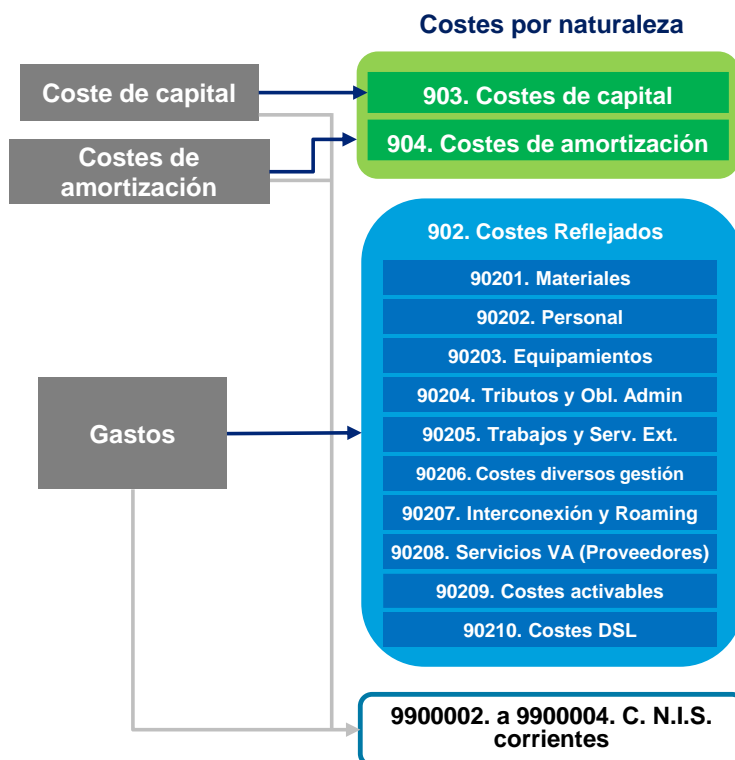 Costes por naturaleza
Coste de capital
903. Costes de capital
904. Costes de amortización
Costes de
amortización
902. Costes Reflejados
90201. Materiales
90202. Personal
90203. Equipamientos
90204. Tributos y Obl. Admin
Gastos
90205. Trabajos y Serv. Ext.
90206. Costes diversos gestión
90207. Interconexión y Roaming
90208. Servicios VA (Proveedores)
90209. Costes activables
90210. Costes DSL
9900002. a 9900004. C. N.I.S.
corrientes